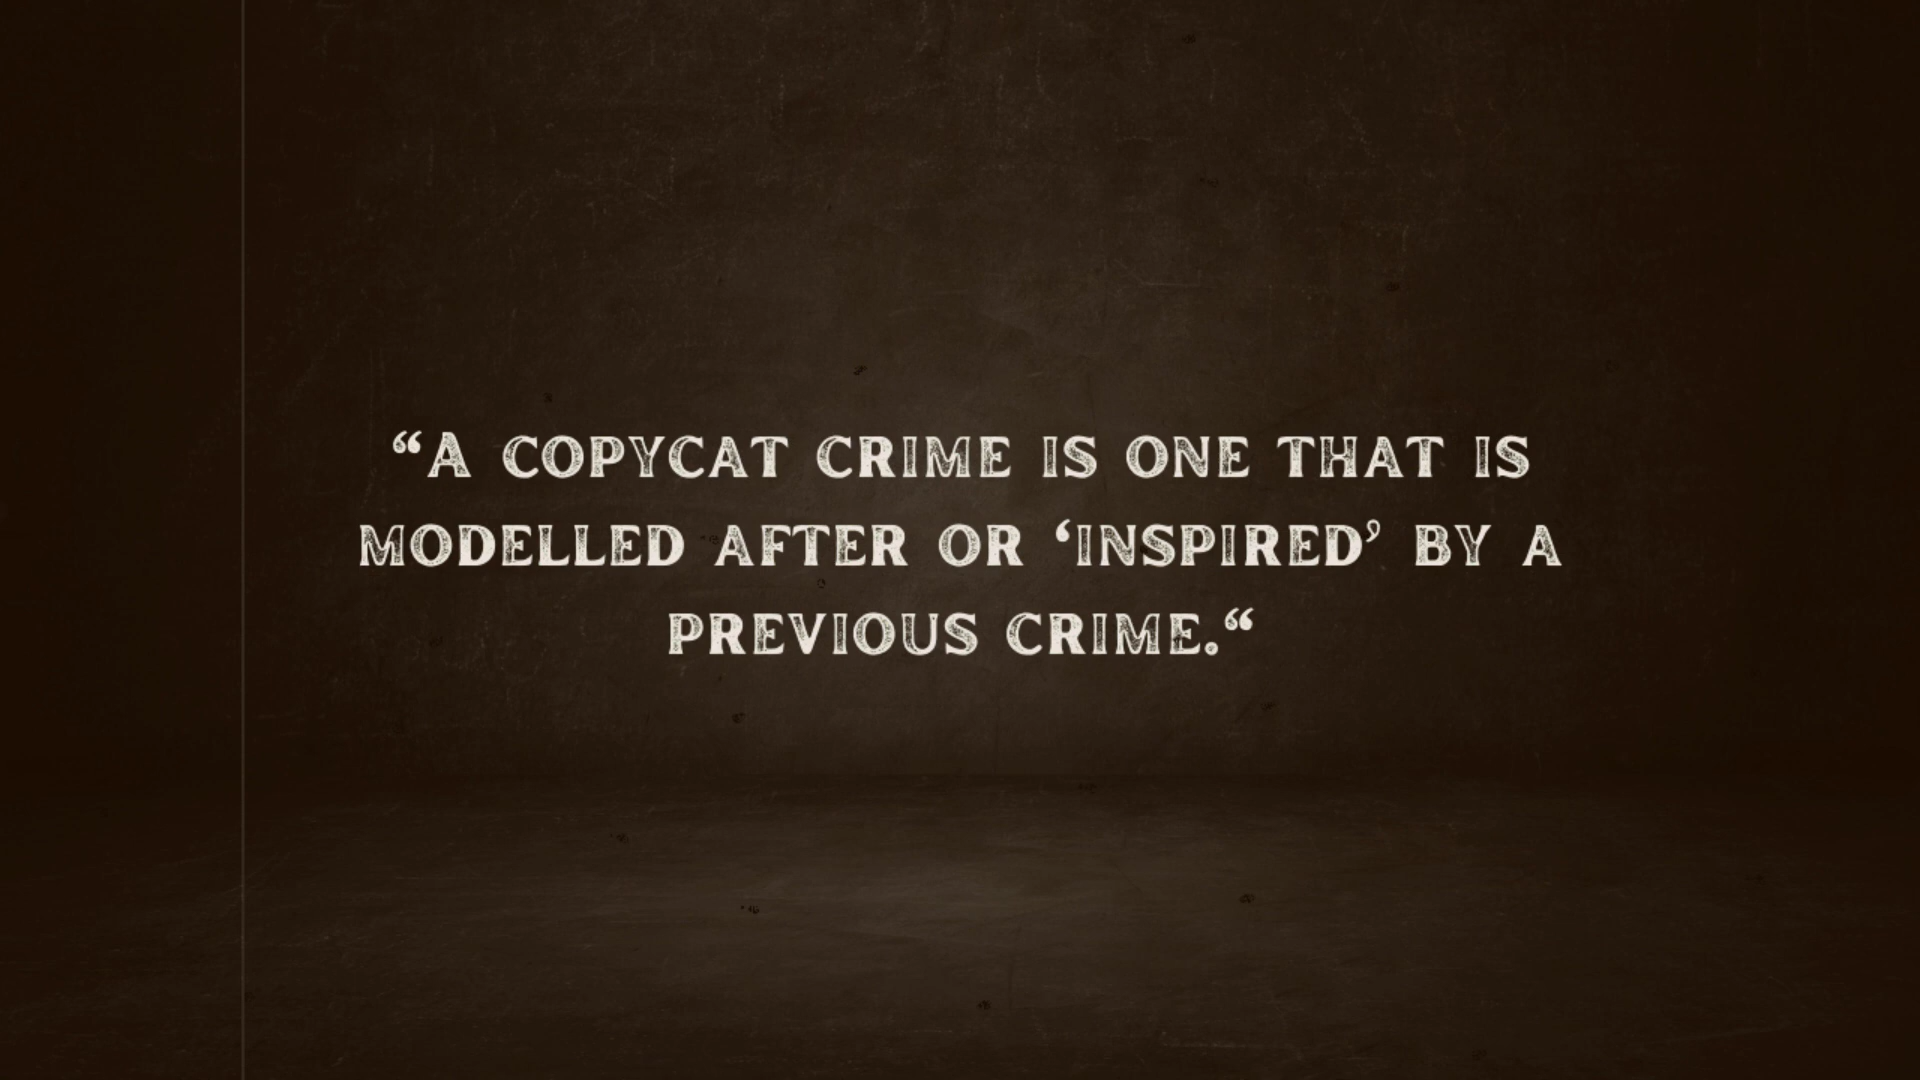 “A COPYCAT CRIME IS ONE THAT IS
MODELLED AFTER OR ‘INSPIRED’ BY A
PREVIOUS CRIME.“